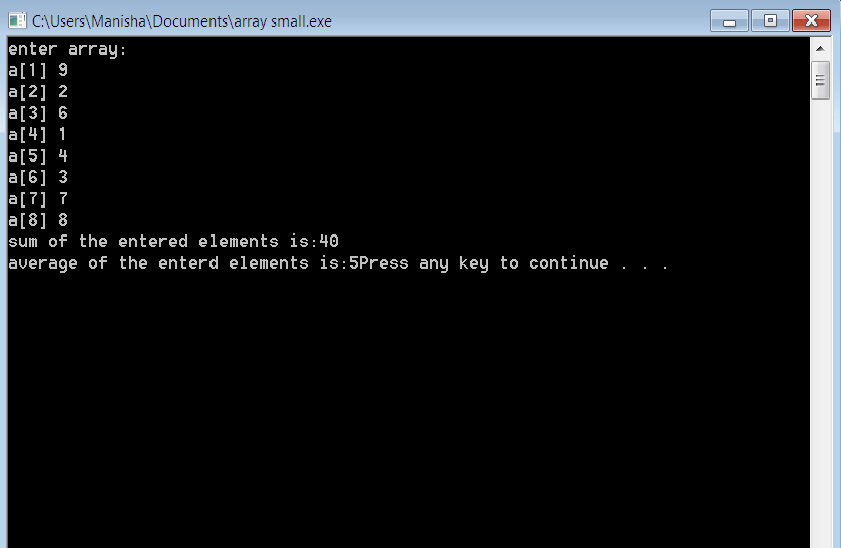 C:\Users\Manisha\Documents\array small.exe
enter array:
a[1] 9
a[2] 2
a[3] 6
a[4] 1
a[5] 4
a[6] 3
a[7] 7
a[8] 8
sum of the entered elements is:40
average of the enterd elements is:5Press any key to continue . . .